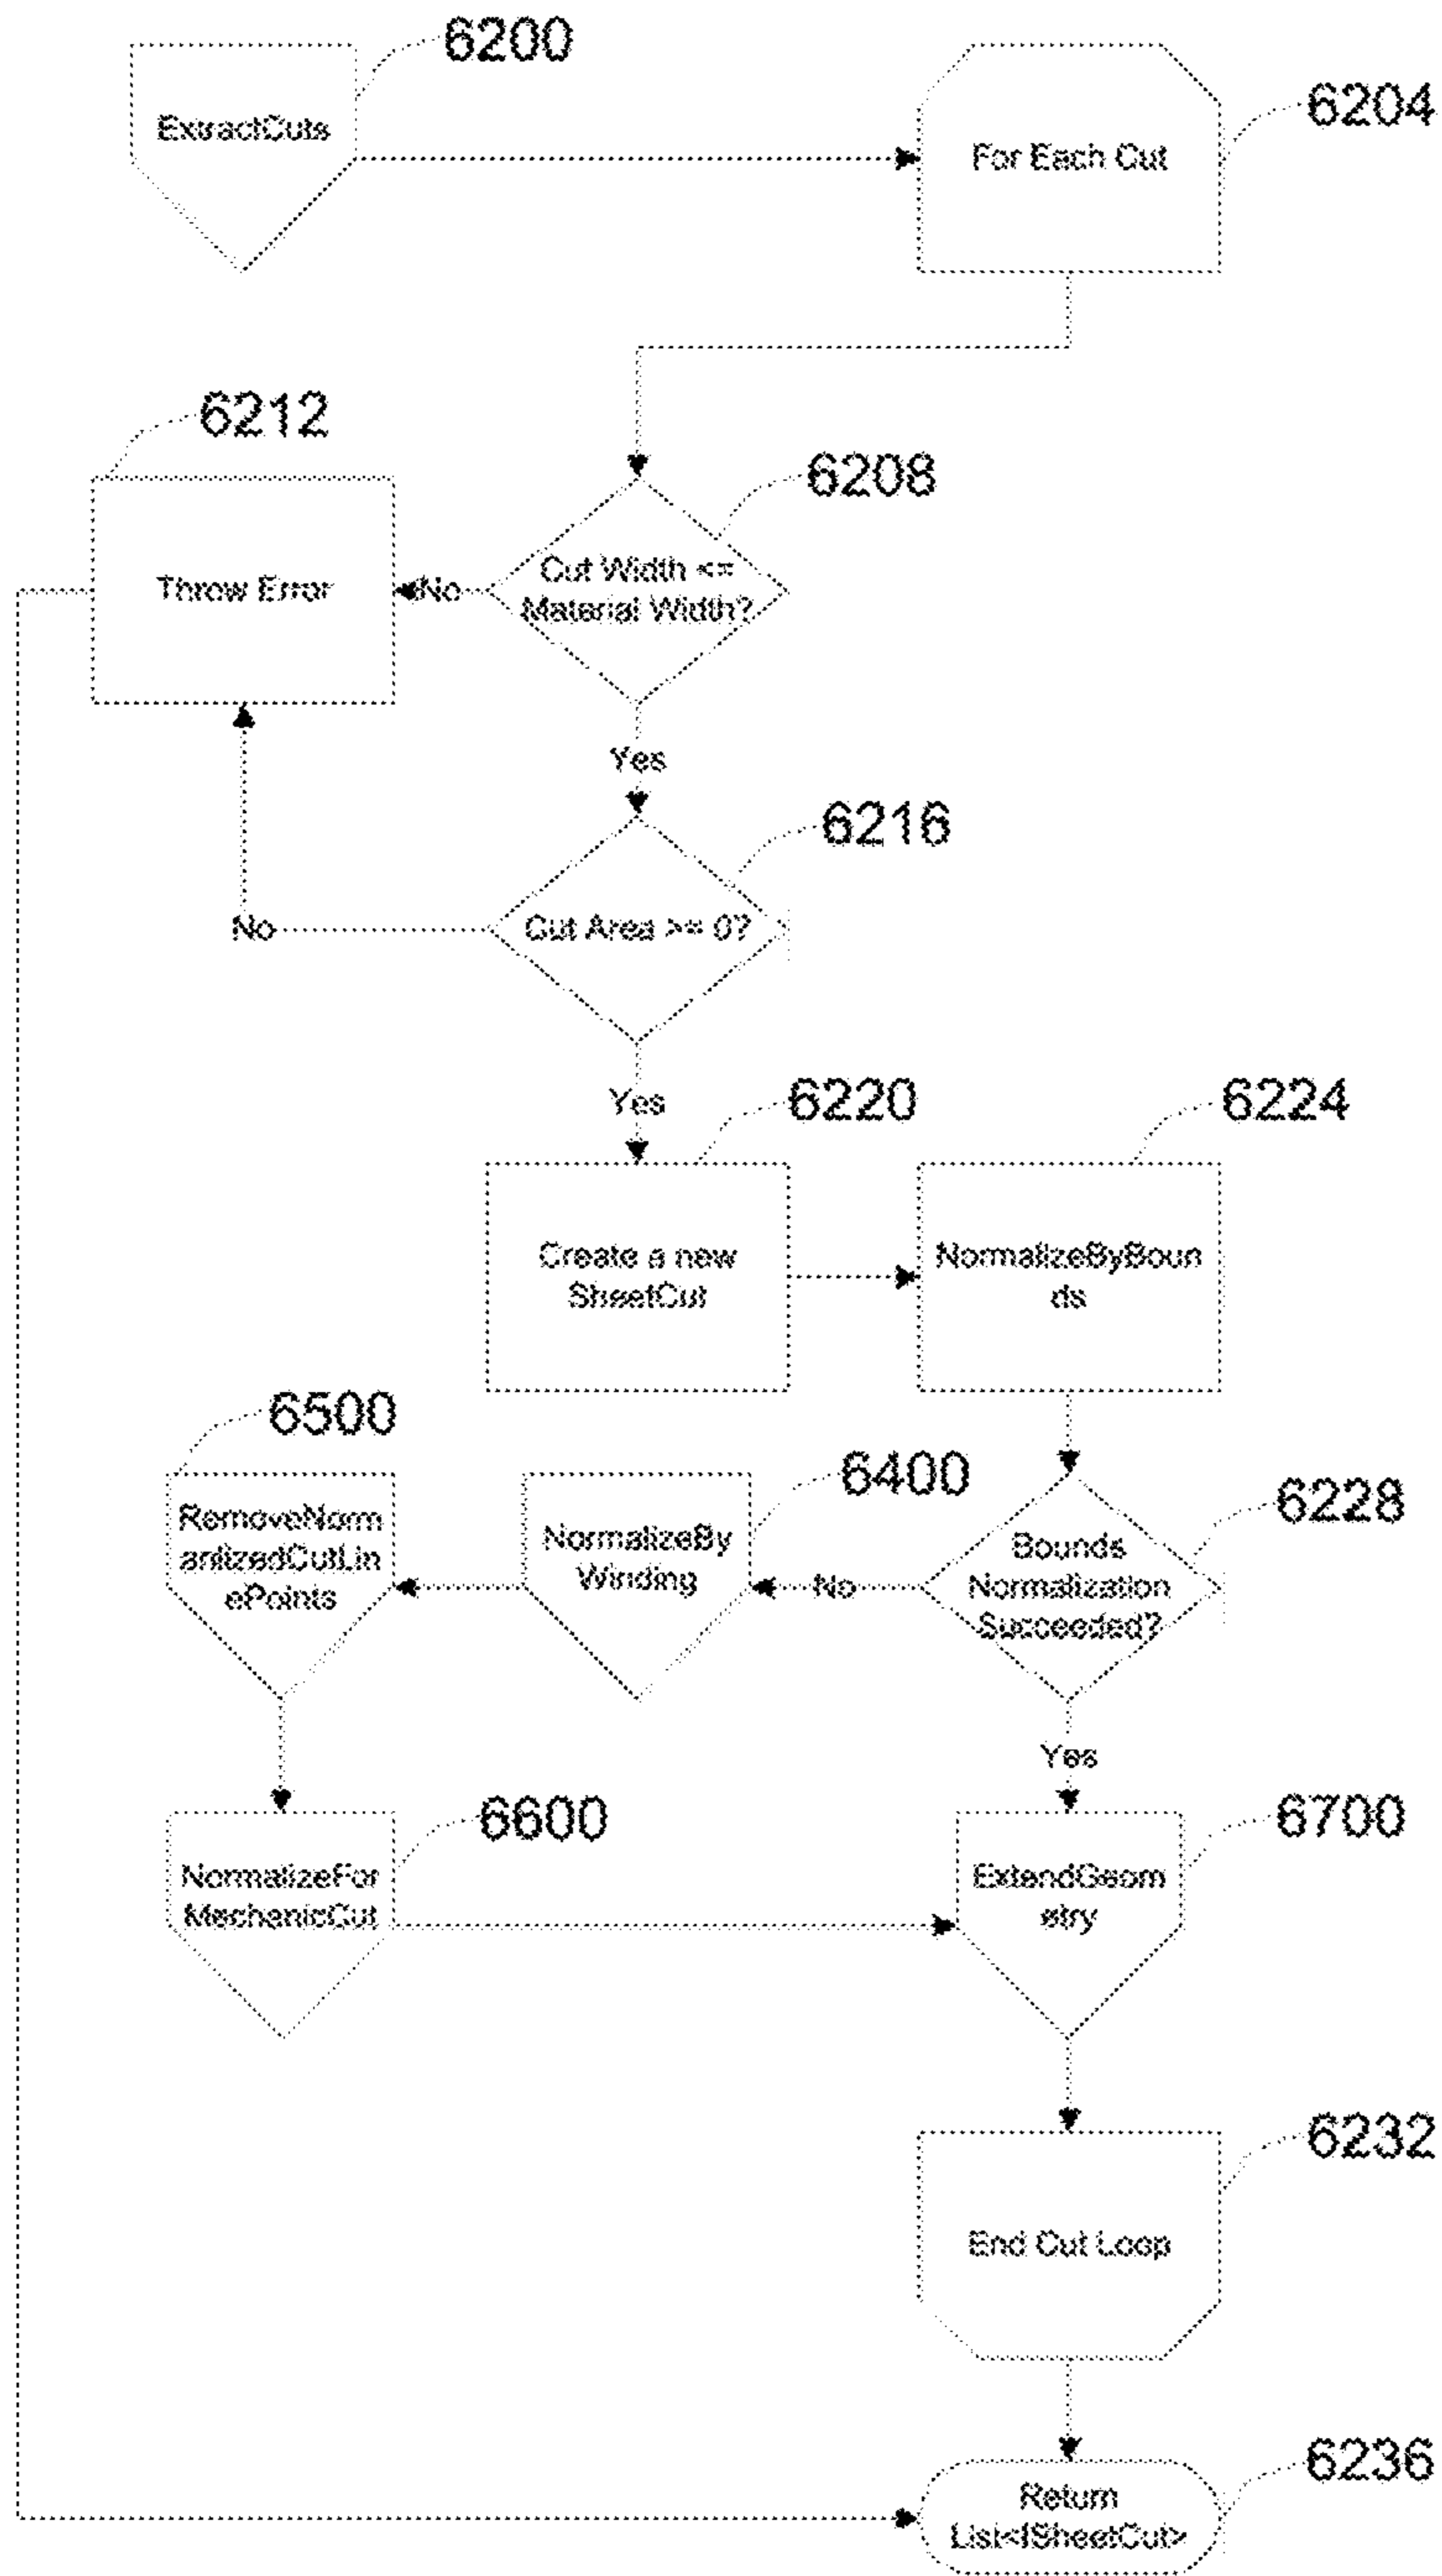 6200
ExtractCuts
6204
For Each Cut
6212
Throw Error
6208
Cut Width <=
Material Width?
No
Yes
6216
Cut Area >= 0?
No
Yes
6220
Create a new
SheetCut
6224
NormalizeByBoun
ds
6500
RemoveNorm
anlizedCutLin
ePoints
6400
NormalizeBy
Winding
No
6228
Bounds
Normalization
Succeeded?
Yes
6600
NormalizeFor
MechanicCut
6700
ExtendGeom
etry
6232
End Cut Loop
6236
Return
List<ISheetCut>